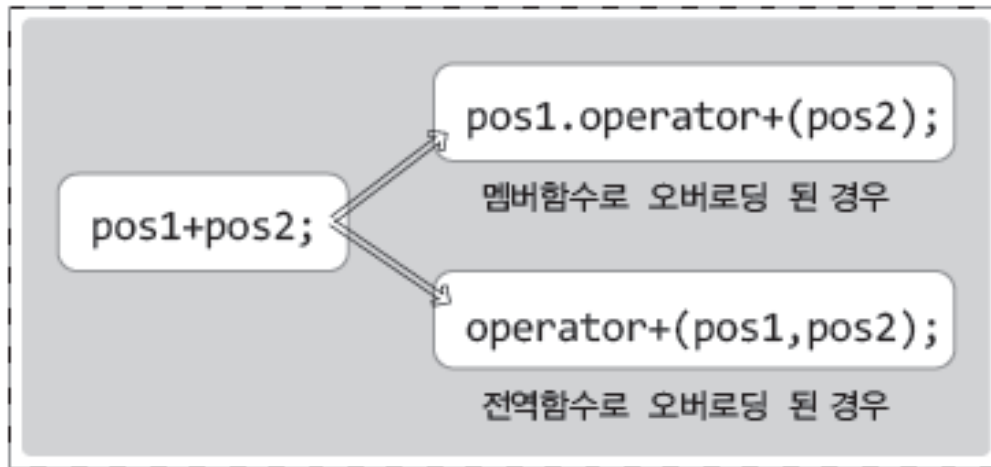 pos1.operator+(pos2);
멤버함수로 오버로딩 된 경우
pos1+pos2;
operator+(pos1,pos2);
전역함수로 오버로딩 된 경우